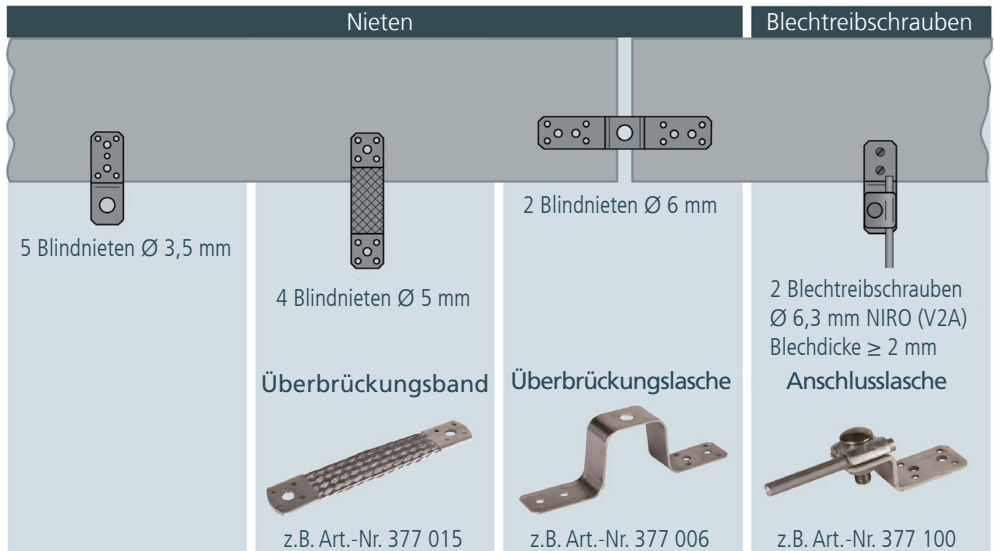 Nieten
Blechtreibschrauben
5 Blindnieten Ø 3,5 mm
4 Blindnieten Ø 5 mm
Überbrückungsband
z.B. Art.-Nr. 377 015
2 Blindnieten Ø 6 mm
Überbrückungslasche
z.B. Art.-Nr. 377 006
2 Blechtreibschrauben
Ø 6,3 mm NIRO (V2A)
Blechdicke ≥ 2 mm
Anschlusslasche
z.B. Art.-Nr. 377 100